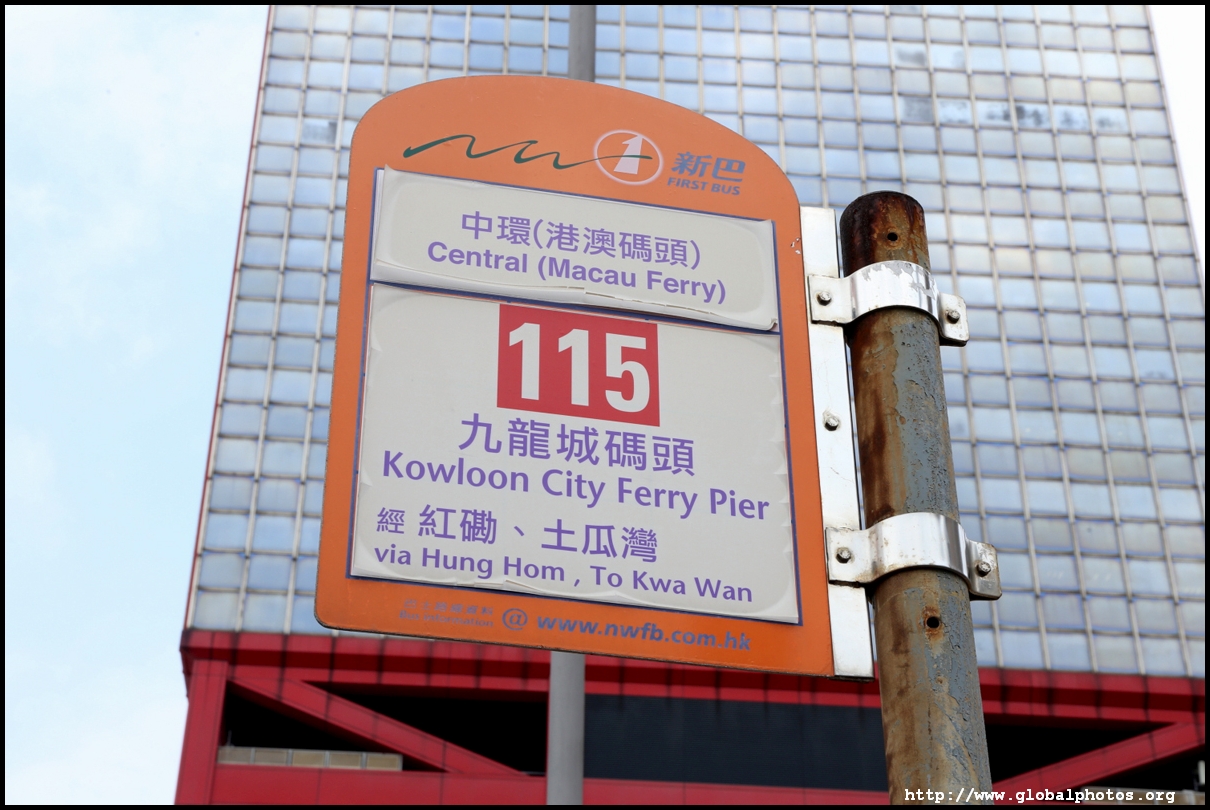 新巴
FIRST BUS
中環(港澳碼頭)
Central (Macau Ferry)
115
九龍城碼頭
Kowloon City Ferry Pier
經 紅磡、土瓜灣
via Hung Hom , To Kwa Wan
Bus Information @ www.nwfb.com.hk
http://www.globalphotos.org